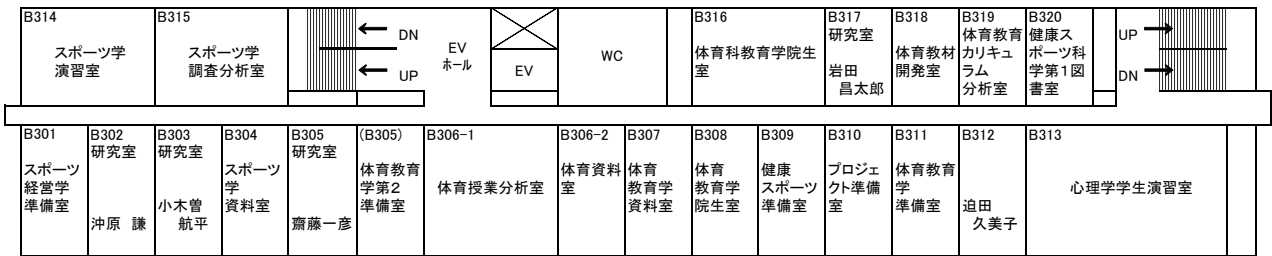 B314
スポーツ学
演習室
B315
スポーツ学
調査分析室
DN
UP
EV
ホール
EV
WC
B316
体育科教育学院生
室
B317
研究室
岩田
昌太郎
B318
体育教材
開発室
B319
体育教育
カリキュ
ラム
分析室
B320
健康ス
ポーツ科
学第1図
書室
UP
DN
B301
スポーツ
経営学
準備室
B302
研究室
沖原 謙
B303
研究室
小木曽
航平
B304
スポーツ
学
資料室
B305
研究室
齋藤一彦
(B305)
体育教育
学第2
準備室
B306-1
体育授業分析室
B306-2
体育資料
室
B307
体育
教育学
資料室
B308
体育
教育学
院生室
B309
健康
スポーツ
準備室
B310
プロジェ
クト準備
室
B311
体育教育
学
準備室
B312
迫田
久美子
B313
心理学学生演習室